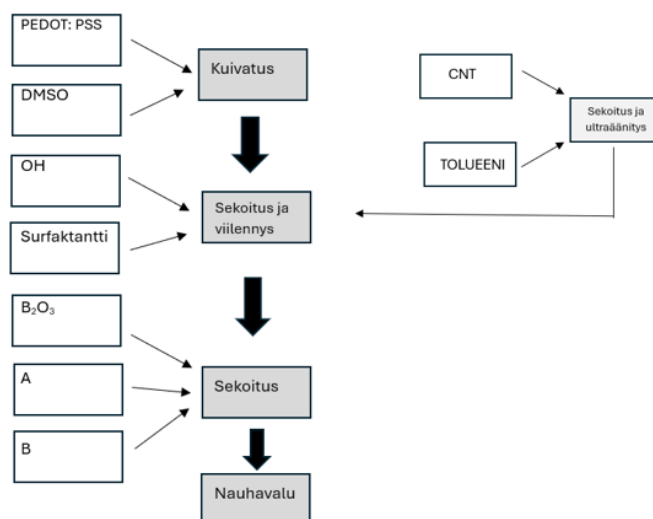 PEDOT: PSS
Kuivatus
DMSO
CNT
Sekoitus ja
ultraäänitys
TOLUEENI
OH
Sekoitus ja
viilennys
Surfaktantti
B₂O₃
A
Sekoitus
B
Nauhavalu